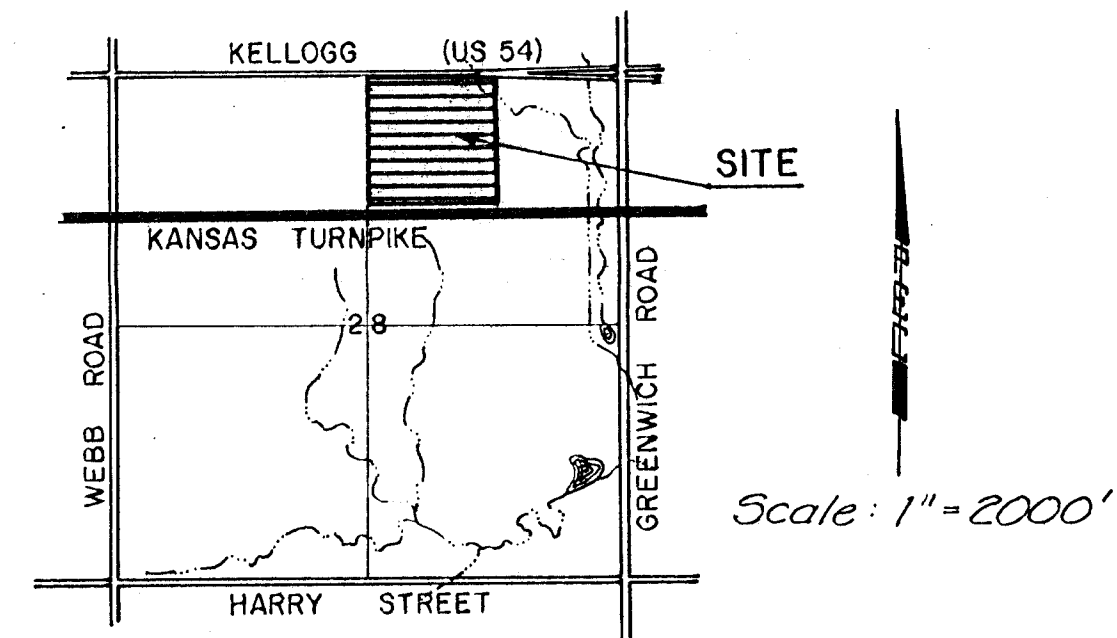 KELLOGG (US 54)
SITE
KANSAS TURNPIKE
WEBB ROAD
28
GREENWICH ROAD
Scale: 1" = 2000'
HARRY STREET